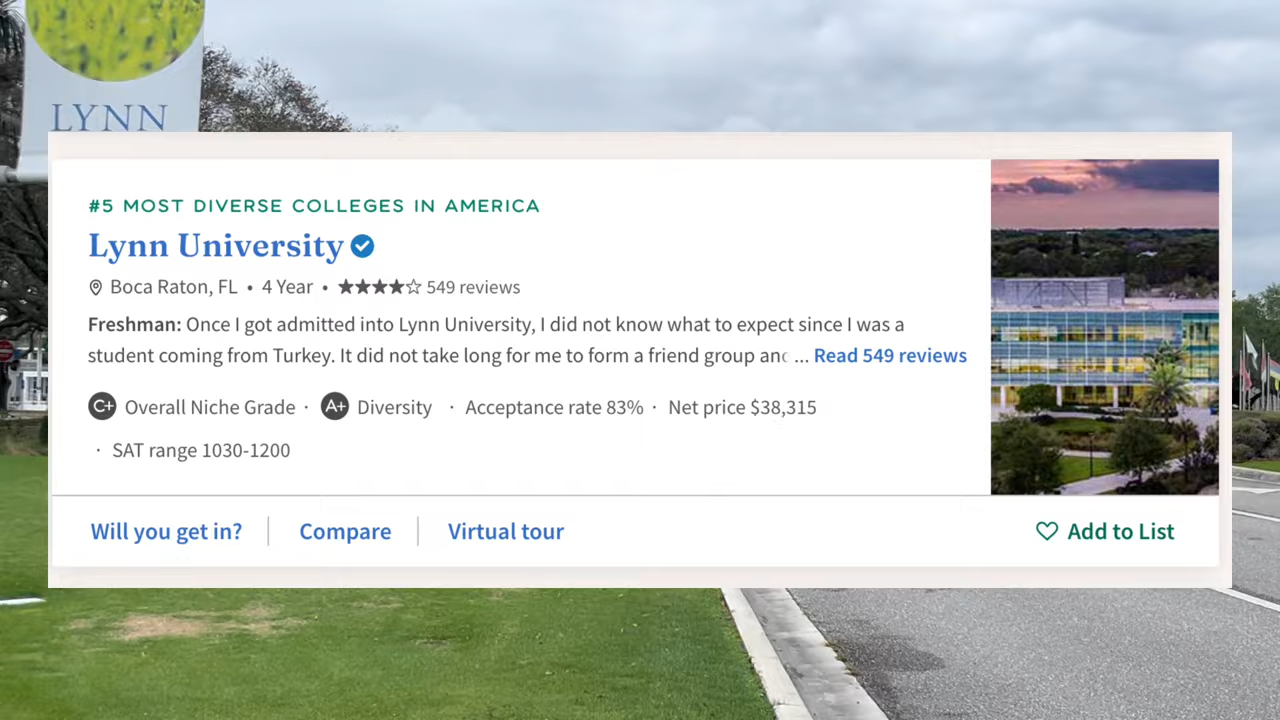 LYNN
#5 MOST DIVERSE COLLEGES IN AMERICA
Lynn University
Boca Raton, FL • 4 Year • ★★★★☆ 549 reviews
Freshman: Once I got admitted into Lynn University, I did not know what to expect since I was a
student coming from Turkey. It did not take long for me to form a friend group and ... Read 549 reviews
C+ Overall Niche Grade · A+ Diversity · Acceptance rate 83% · Net price $38,315
· SAT range 1030-1200
Will you get in? Compare Virtual tour Add to List